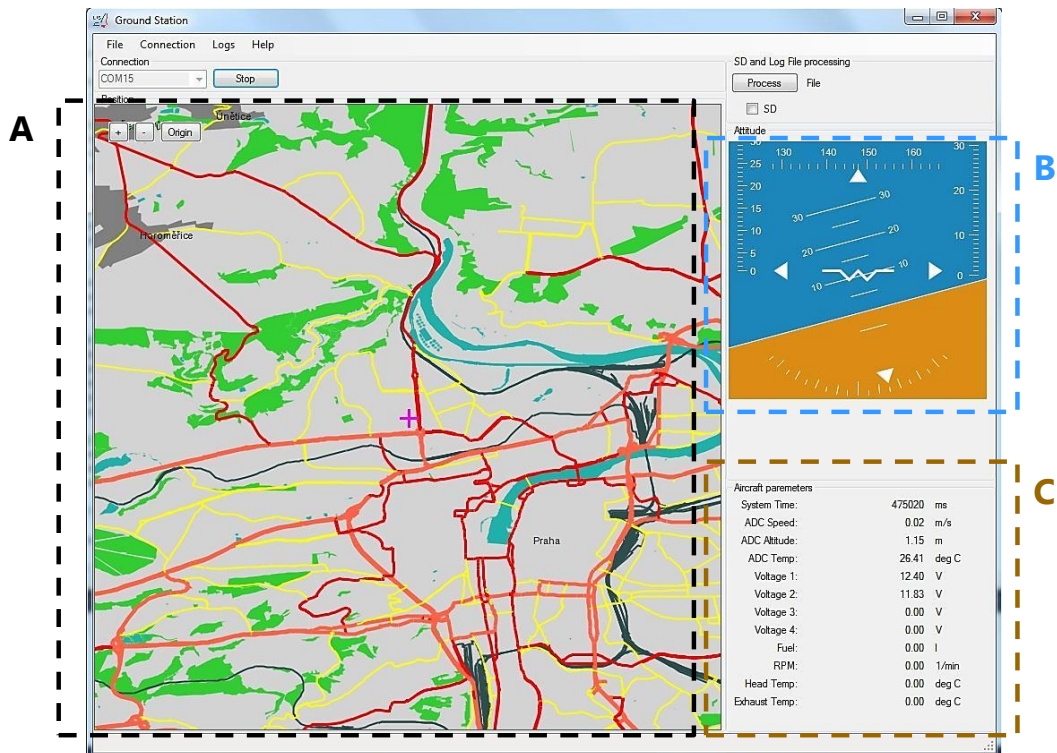 Ground Station
File Connection Logs Help
Connection
COM15 Stop
SD and Log File processing
Process File
SD
Position
A
+ - Origin
Únětice
Horoměřice
Praha
Attitude
B
130 140 150 160
30 30
25
20 20
15
10 10
5
0 0
30 30
20 20
10 10
C
Aircraft paremeters
System Time: 475020 ms
ADC Speed: 0.02 m/s
ADC Altitude: 1.15 m
ADC Temp: 26.41 deg C
Voltage 1: 12.40 V
Voltage 2: 11.83 V
Voltage 3: 0.00 V
Voltage 4: 0.00 V
Fuel: 0.00 l
RPM: 0.00 1/min
Head Temp: 0.00 deg C
Exhaust Temp: 0.00 deg C